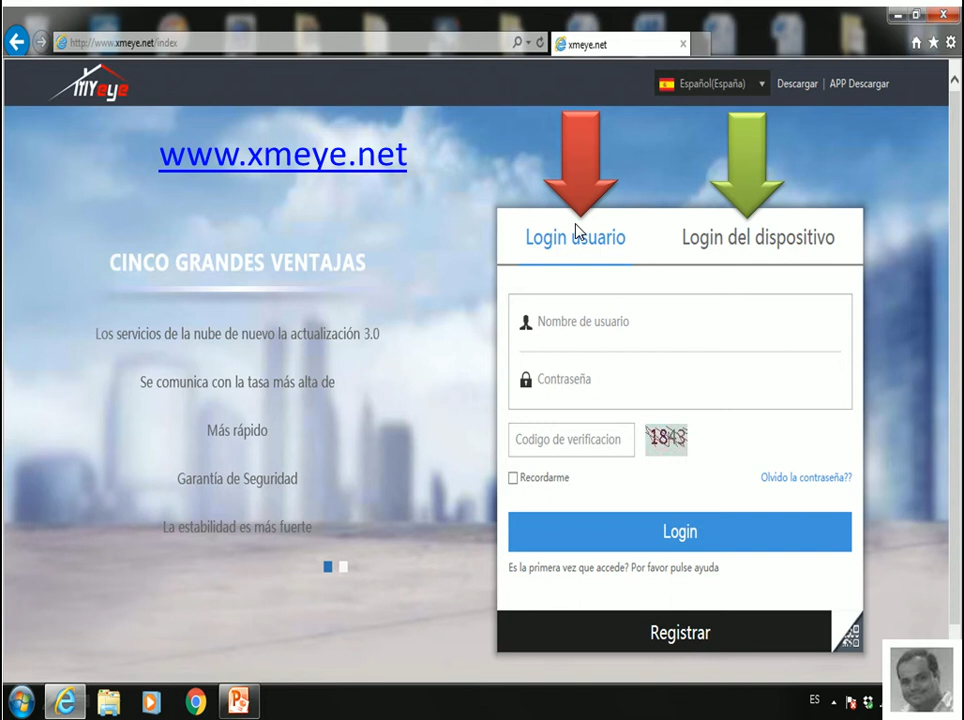 http://www.xmeye.net/index
xmeye.net
MYeye
Español(España)
Descargar | APP Descargar
www.xmeye.net
Login usuario
Login del dispositivo
CINCO GRANDES VENTAJAS
Los servicios de la nube de nuevo la actualización 3.0
Se comunica con la tasa más alta de
Más rápido
Garantía de Seguridad
La estabilidad es más fuerte
Nombre de usuario
Contraseña
Codigo de verificacion
1843
Recordarme
Olvido la contraseña??
Login
Es la primera vez que accede? Por favor pulse ayuda
Registrar
ES